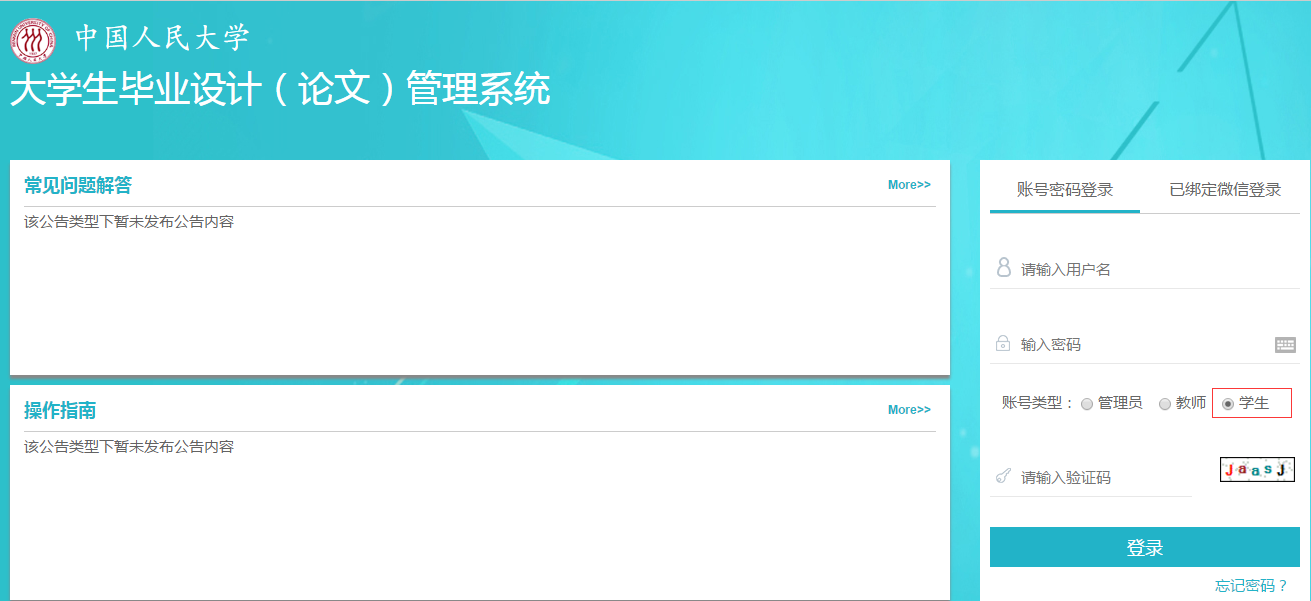 中国人民大学
大学生毕业设计（论文）管理系统
常见问题解答
More>>
该公告类型下暂未发布公告内容
操作指南
More>>
该公告类型下暂未发布公告内容
账号密码登录
已绑定微信登录
请输入用户名
输入密码
账号类型： 管理员 教师 学生
请输入验证码
JaasJ
登录
忘记密码？